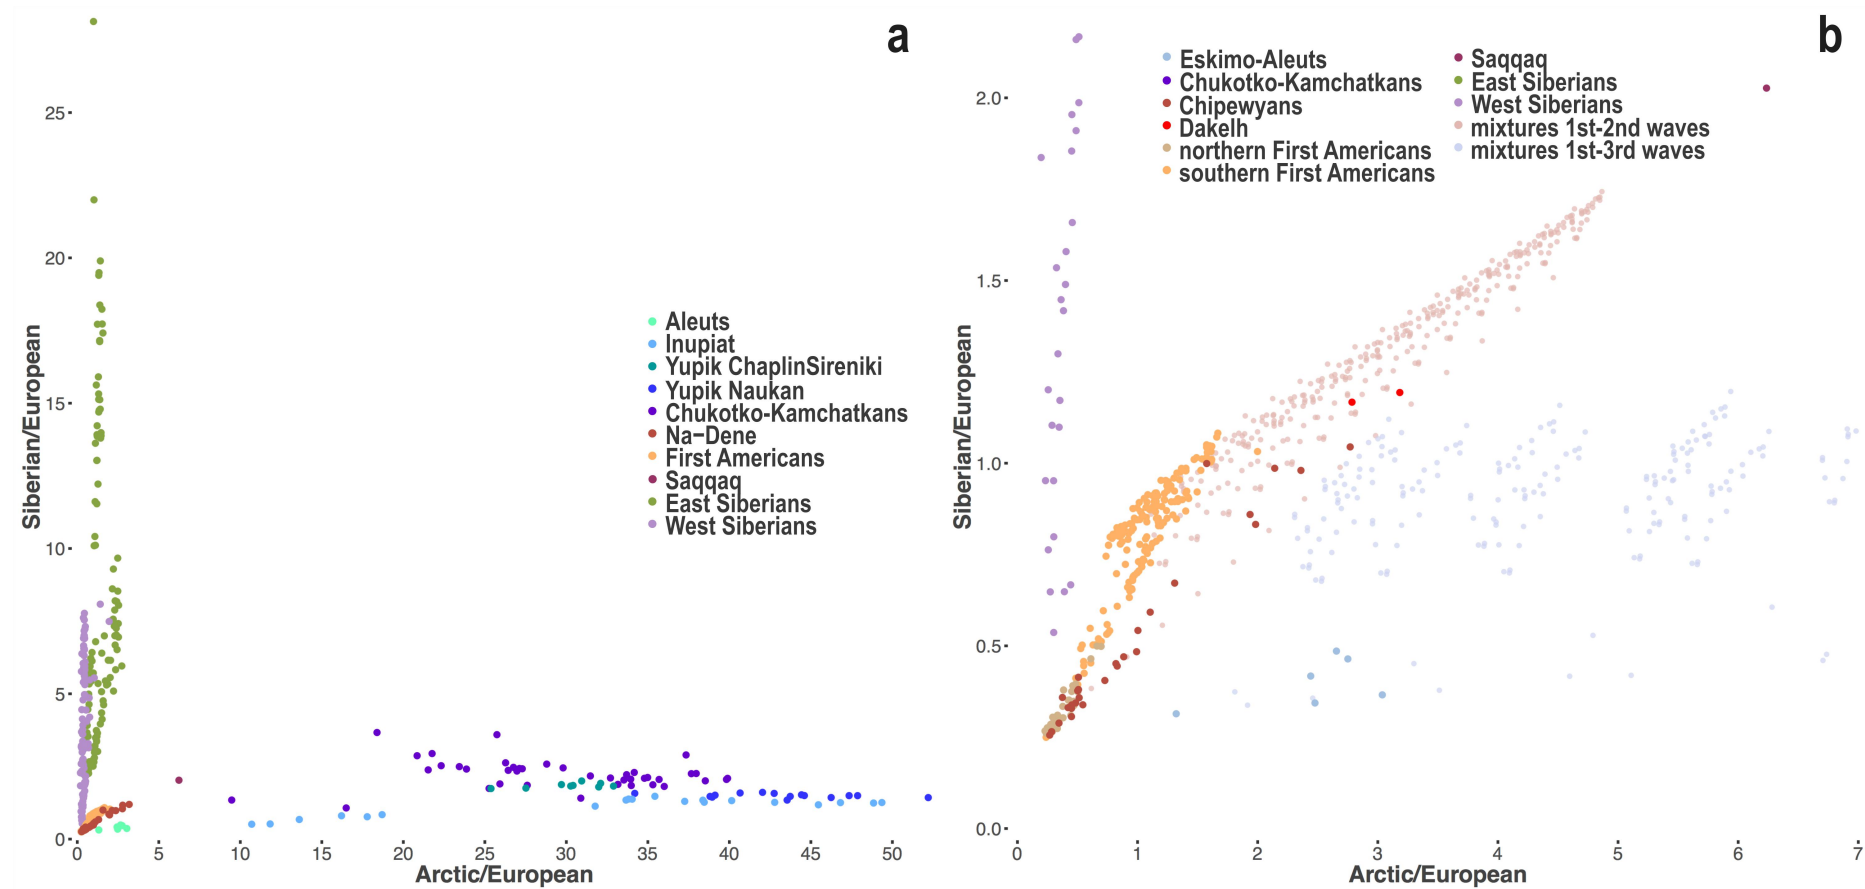 a
25
20
15
10
5
0
Siberian/European
Aleuts
Inupiat
Yupik ChaplinSireniki
Yupik Naukan
Chukotko-Kamchatkans
Na−Dene
First Americans
Saqqaq
East Siberians
West Siberians
0 5 10 15 20 25 30 35 40 45 50
Arctic/European
b
Eskimo-Aleuts
Chukotko-Kamchatkans
Chipewyans
Dakelh
northern First Americans
southern First Americans
Saqqaq
East Siberians
West Siberians
mixtures 1st-2nd waves
mixtures 1st-3rd waves
2.0
1.5
1.0
0.5
0.0
Siberian/European
0 1 2 3 4 5 6 7
Arctic/European